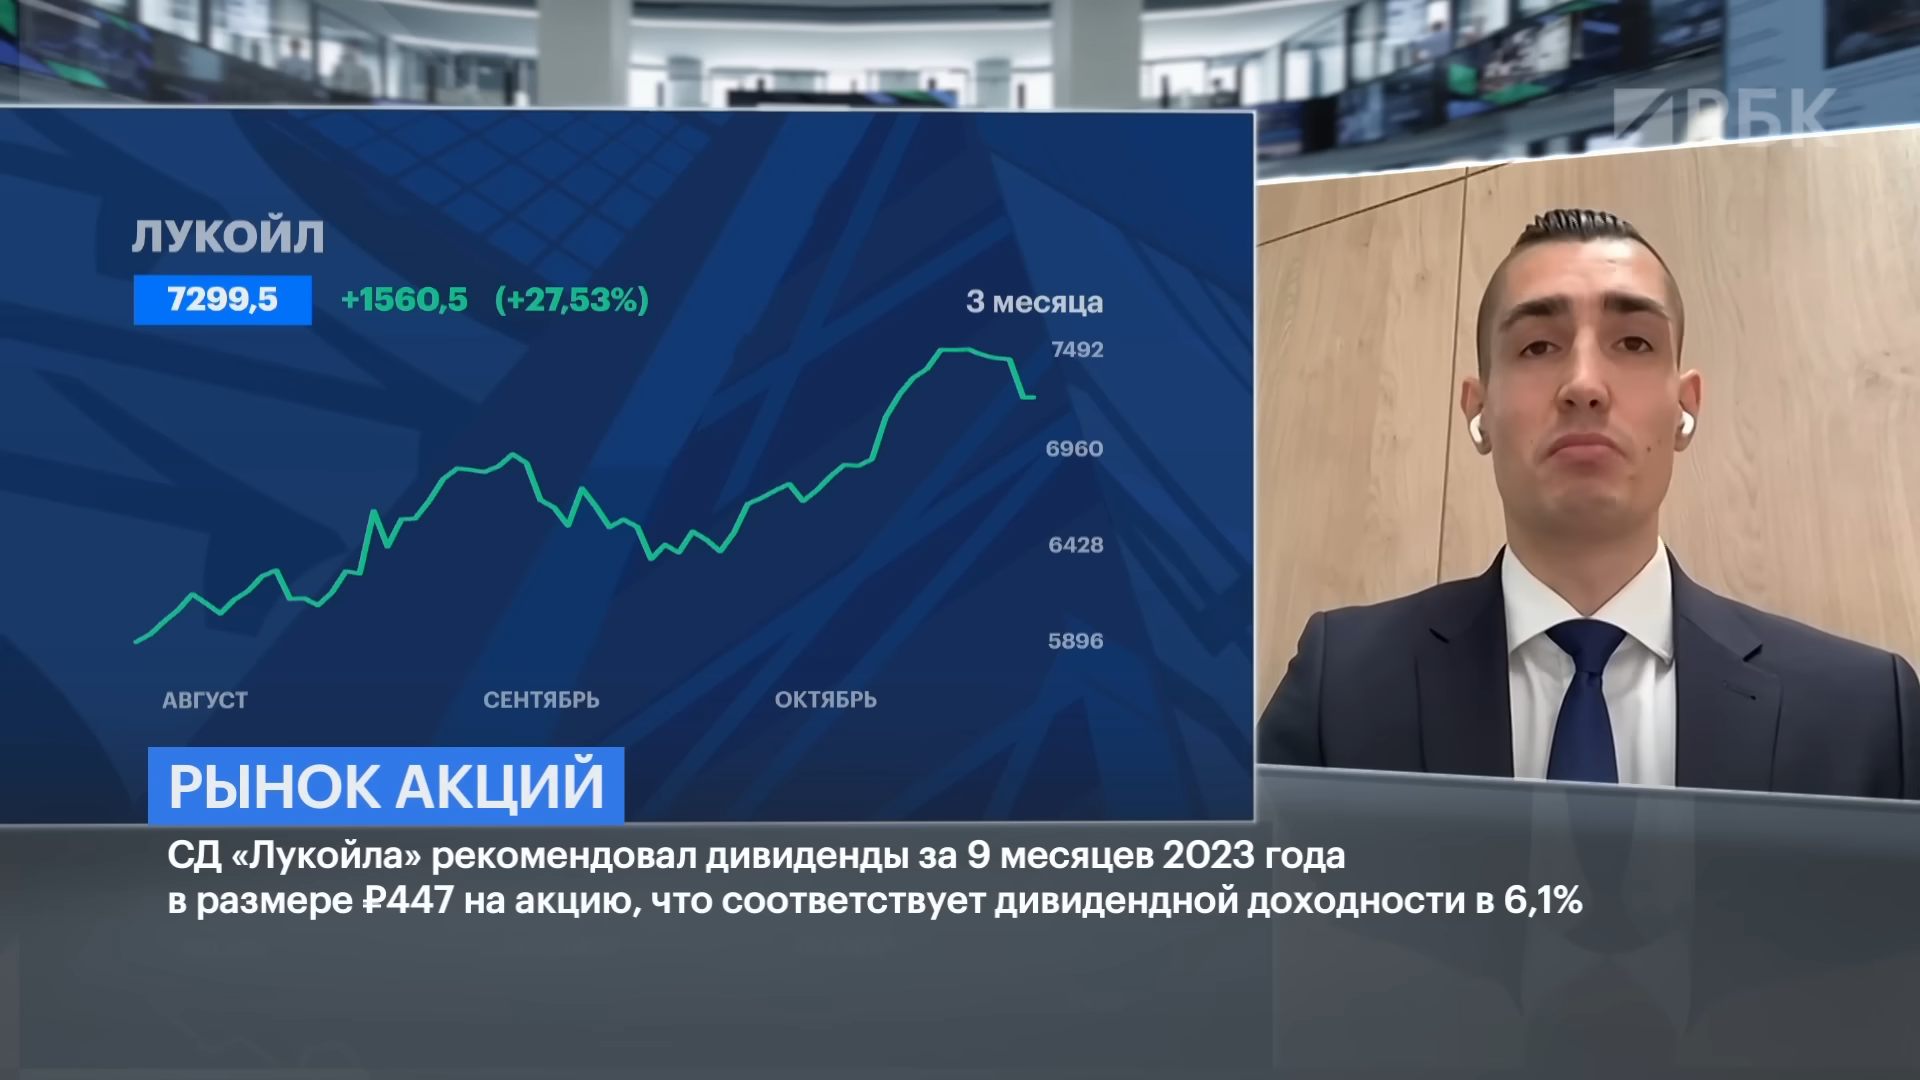 РБК
ЛУКОЙЛ
7299,5 +1560,5 (+27,53%)
3 месяца
7492
6960
6428
5896
АВГУСТ СЕНТЯБРЬ ОКТЯБРЬ
РЫНОК АКЦИЙ
СД «Лукойла» рекомендовал дивиденды за 9 месяцев 2023 года
в размере ₽447 на акцию, что соответствует дивидендной доходности в 6,1%